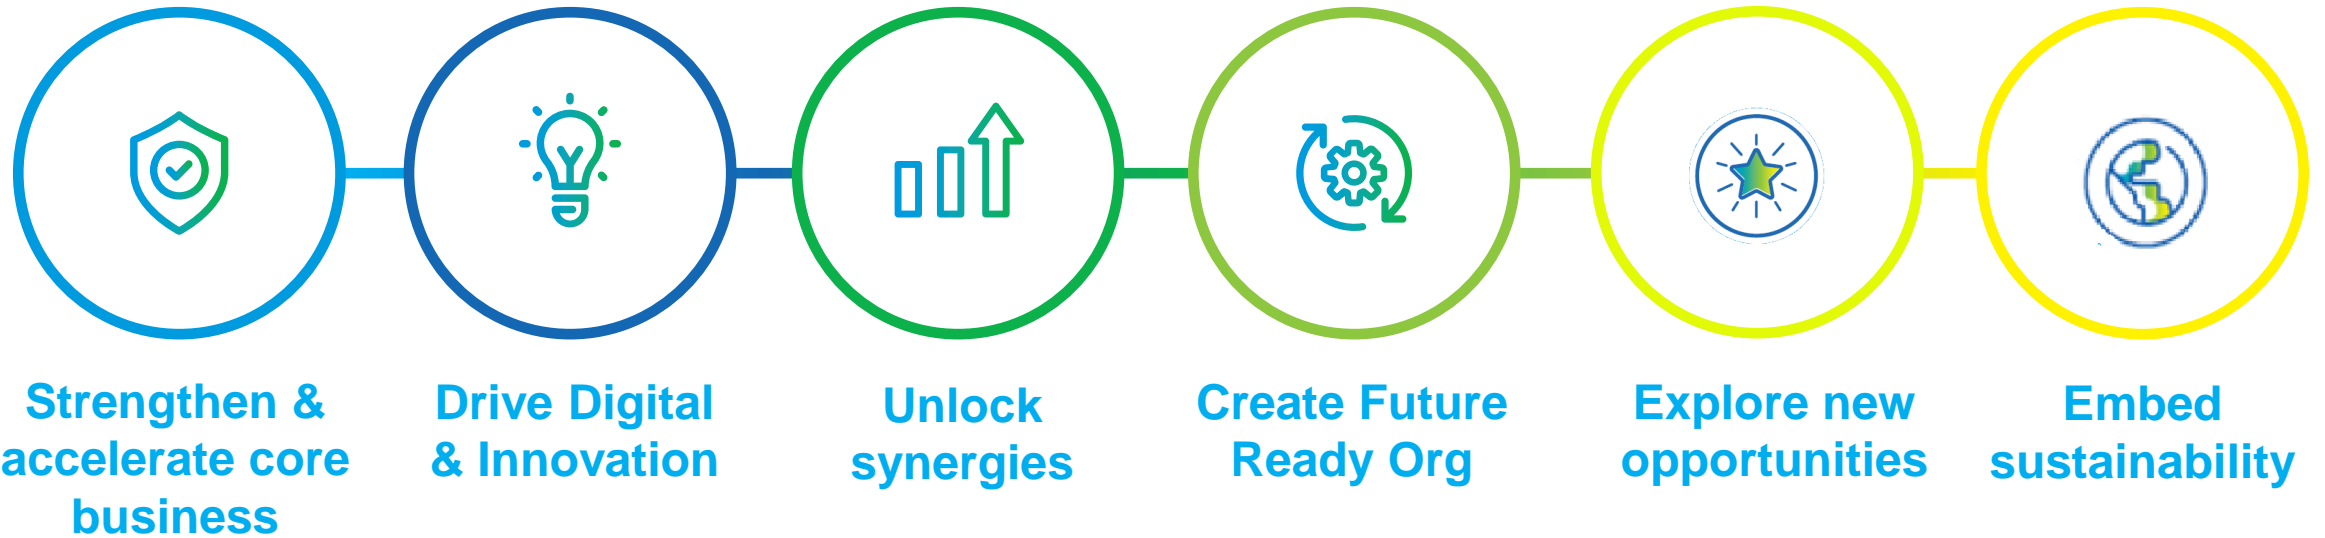 Strengthen &
accelerate core
business
Drive Digital
& Innovation
Unlock
synergies
Create Future
Ready Org
Explore new
opportunities
Embed
sustainability